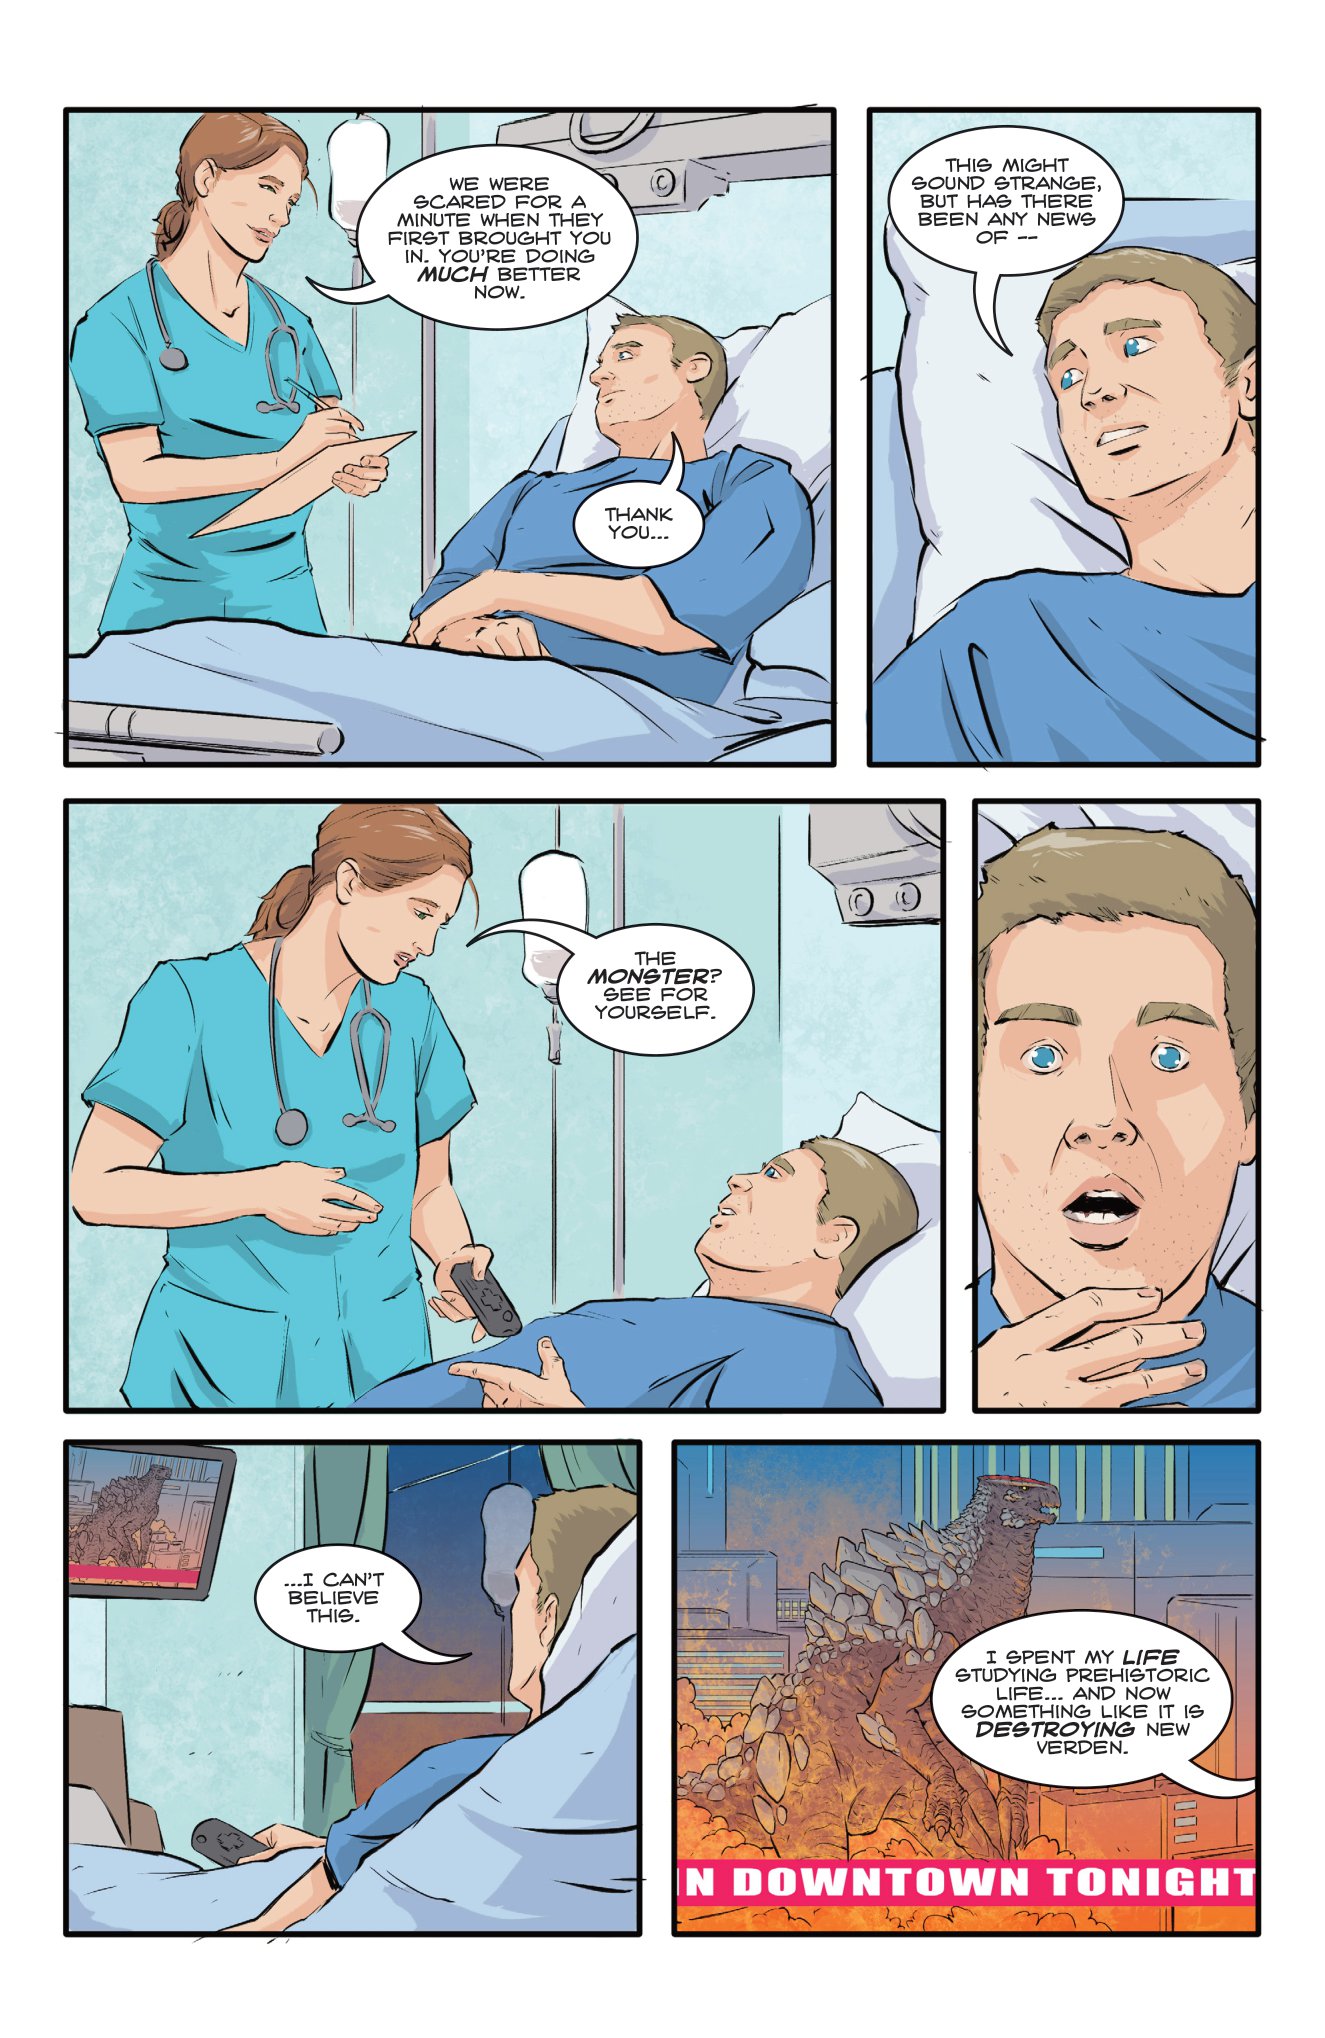 WE WERE
SCARED FOR A
MINUTE WHEN THEY
FIRST BROUGHT YOU
IN. YOU'RE DOING
MUCH BETTER
NOW.
THANK
YOU...
THIS MIGHT
SOUND STRANGE,
BUT HAS THERE
BEEN ANY NEWS
OF --
THE
MONSTER?
SEE FOR
YOURSELF.
...I CAN'T
BELIEVE
THIS.
I SPENT MY LIFE
STUDYING PREHISTORIC
LIFE... AND NOW
SOMETHING LIKE IT IS
DESTROYING NEW
VERDEN.
IN DOWNTOWN TONIGHT